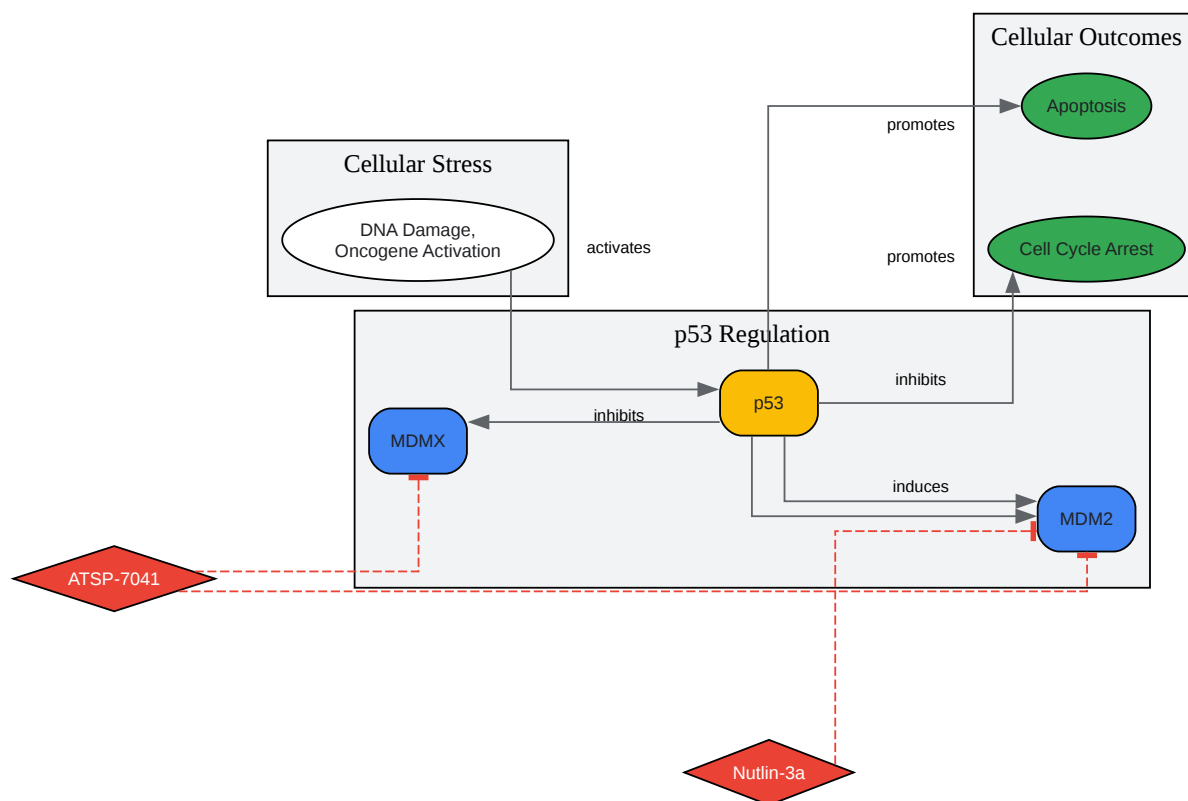 Cellular Outcomes
Apoptosis
promotes
Cellular Stress
DNA Damage,
Oncogene Activation
activates
promotes
Cell Cycle Arrest
p53 Regulation
inhibits
p53
inhibits
MDMX
induces
MDM2
ATSP-7041
Nutlin-3a